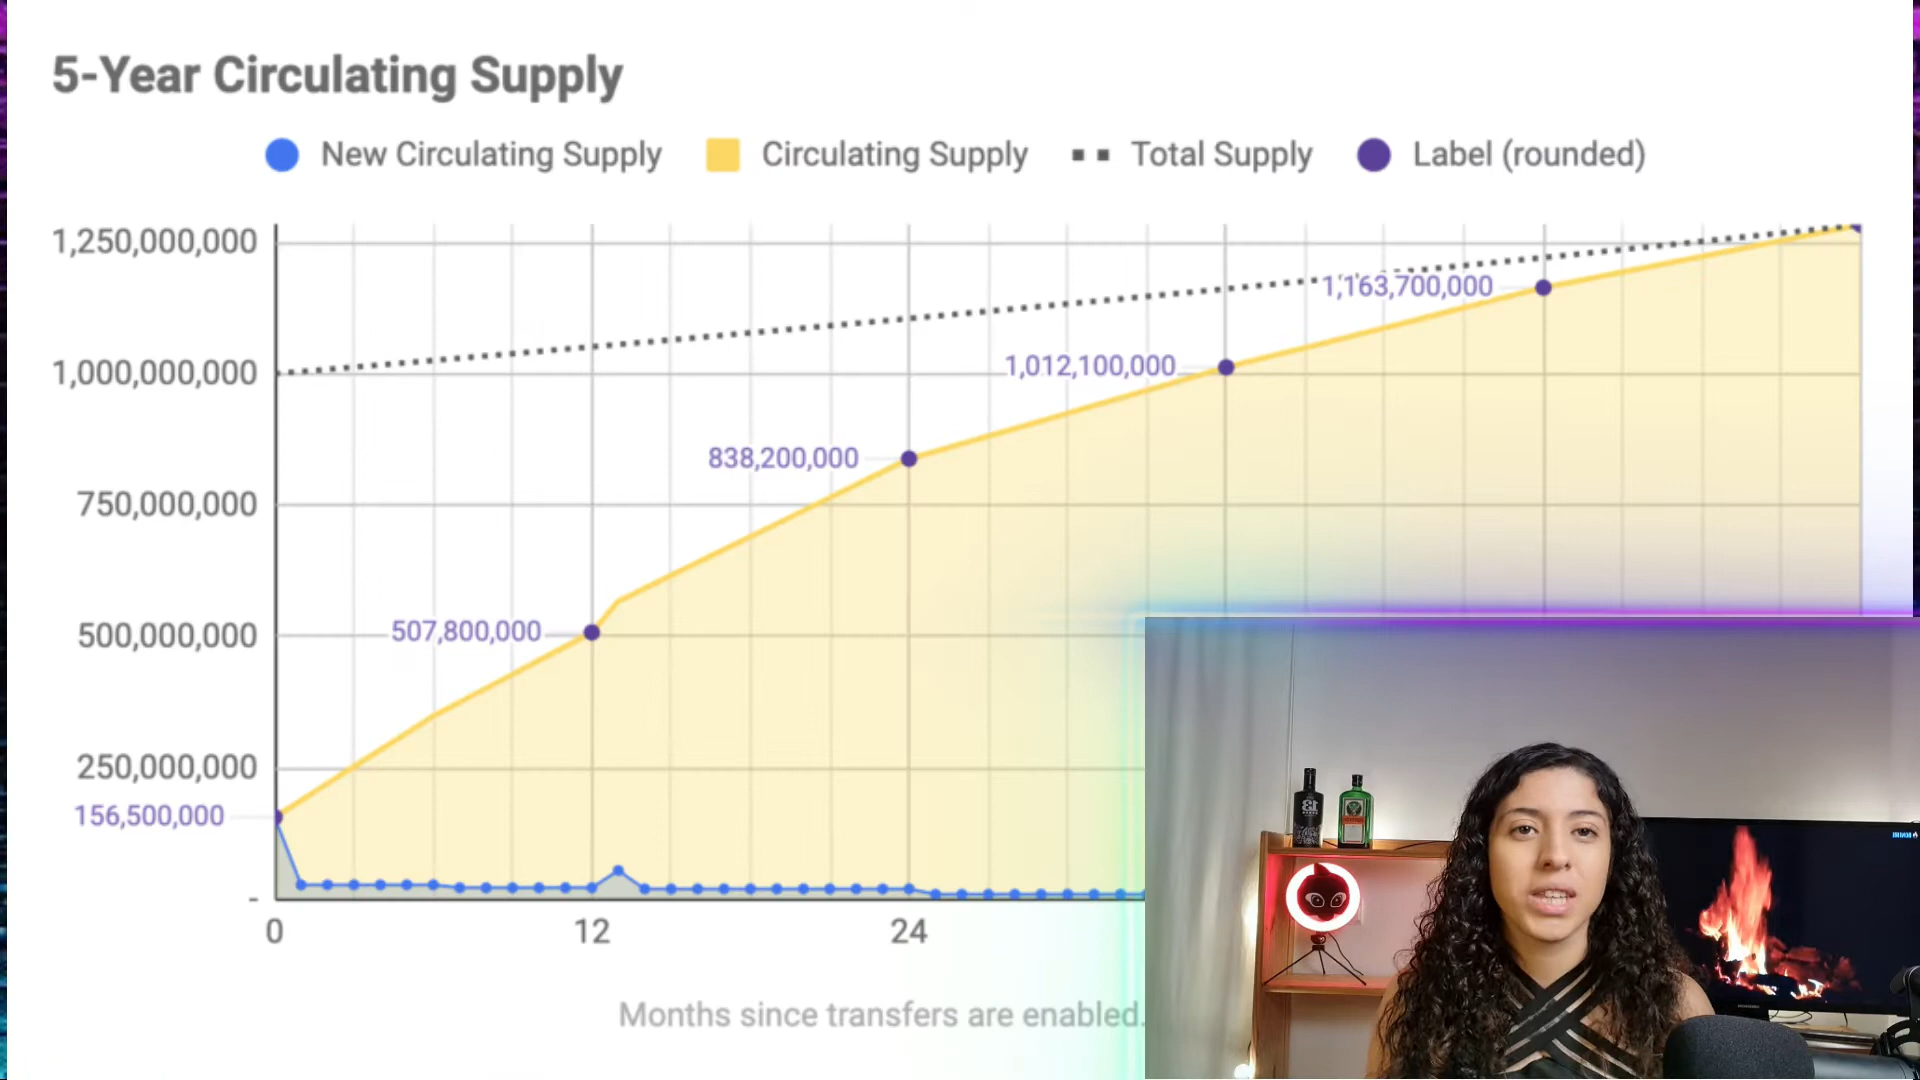 5-Year Circulating Supply
New Circulating Supply
Circulating Supply
Total Supply
Label (rounded)
1,250,000,000
1,163,700,000
1,000,000,000
1,012,100,000
838,200,000
750,000,000
500,000,000
507,800,000
250,000,000
156,500,000
-
0
12
24
Months since transfers are enabled.